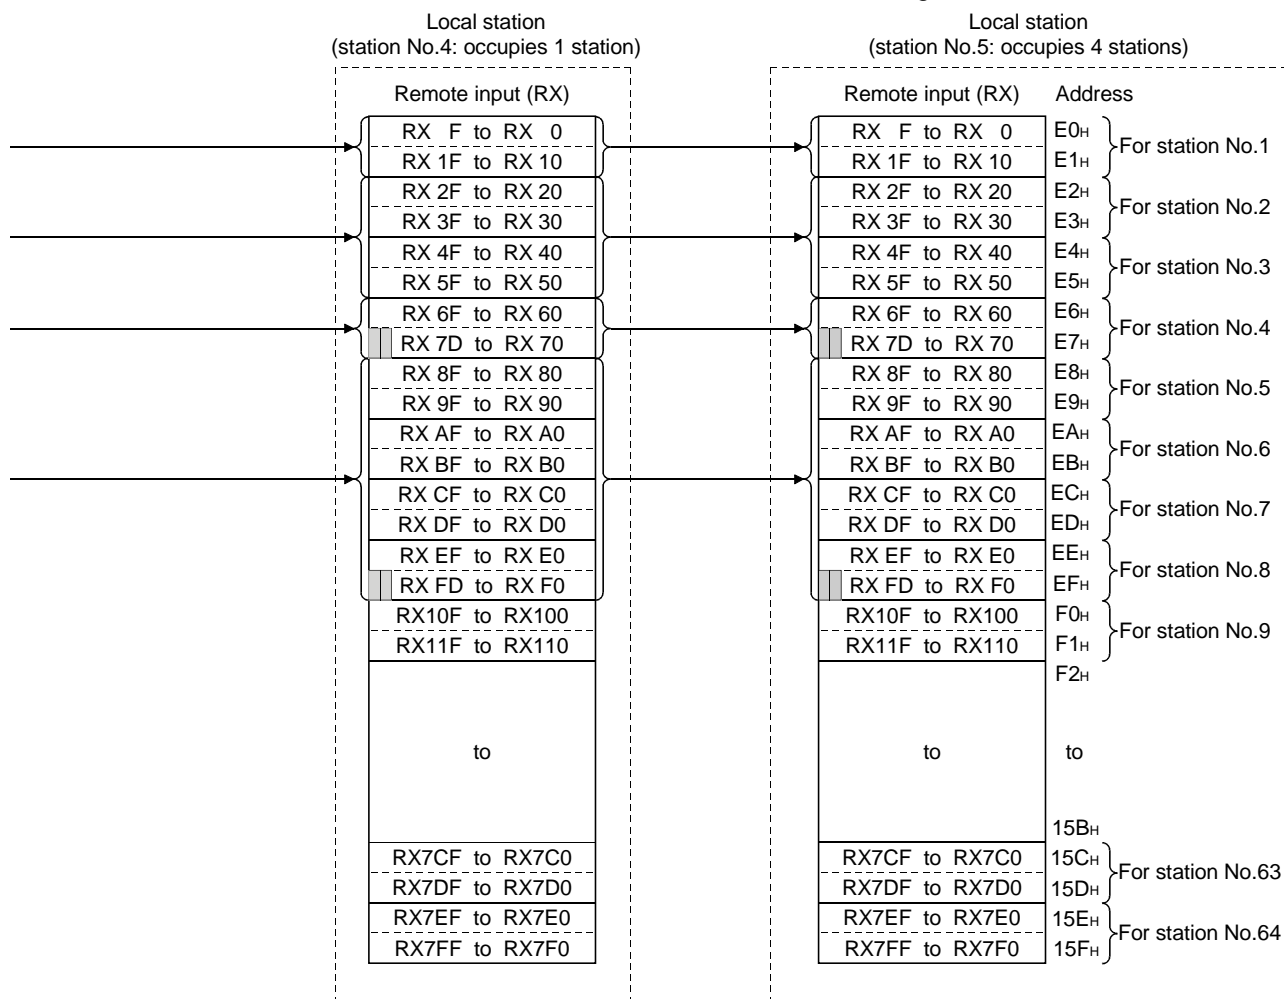 Local station Local station
(station No.4: occupies 1 station) (station No.5: occupies 4 stations)
Remote input (RX) Remote input (RX) Address
RX F to RX 0 RX F to RX 0 E0H For station No.1
RX 1F to RX 10 RX 1F to RX 10 E1H
RX 2F to RX 20 RX 2F to RX 20 E2H For station No.2
RX 3F to RX 30 RX 3F to RX 30 E3H
RX 4F to RX 40 RX 4F to RX 40 E4H For station No.3
RX 5F to RX 50 RX 5F to RX 50 E5H
RX 6F to RX 60 RX 6F to RX 60 E6H For station No.4
RX 7D to RX 70 RX 7D to RX 70 E7H
RX 8F to RX 80 RX 8F to RX 80 E8H For station No.5
RX 9F to RX 90 RX 9F to RX 90 E9H
RX AF to RX A0 RX AF to RX A0 EAH For station No.6
RX BF to RX B0 RX BF to RX B0 EBH
RX CF to RX C0 RX CF to RX C0 ECH For station No.7
RX DF to RX D0 RX DF to RX D0 EDH
RX EF to RX E0 RX EF to RX E0 EEH For station No.8
RX FD to RX F0 RX FD to RX F0 EFH
RX10F to RX100 RX10F to RX100 F0H For station No.9
RX11F to RX110 RX11F to RX110 F1H
F2H
to to to
15BH
RX7CF to RX7C0 RX7CF to RX7C0 15CH For station No.63
RX7DF to RX7D0 RX7DF to RX7D0 15DH
RX7EF to RX7E0 RX7EF to RX7E0 15EH For station No.64
RX7FF to RX7F0 RX7FF to RX7F0 15FH